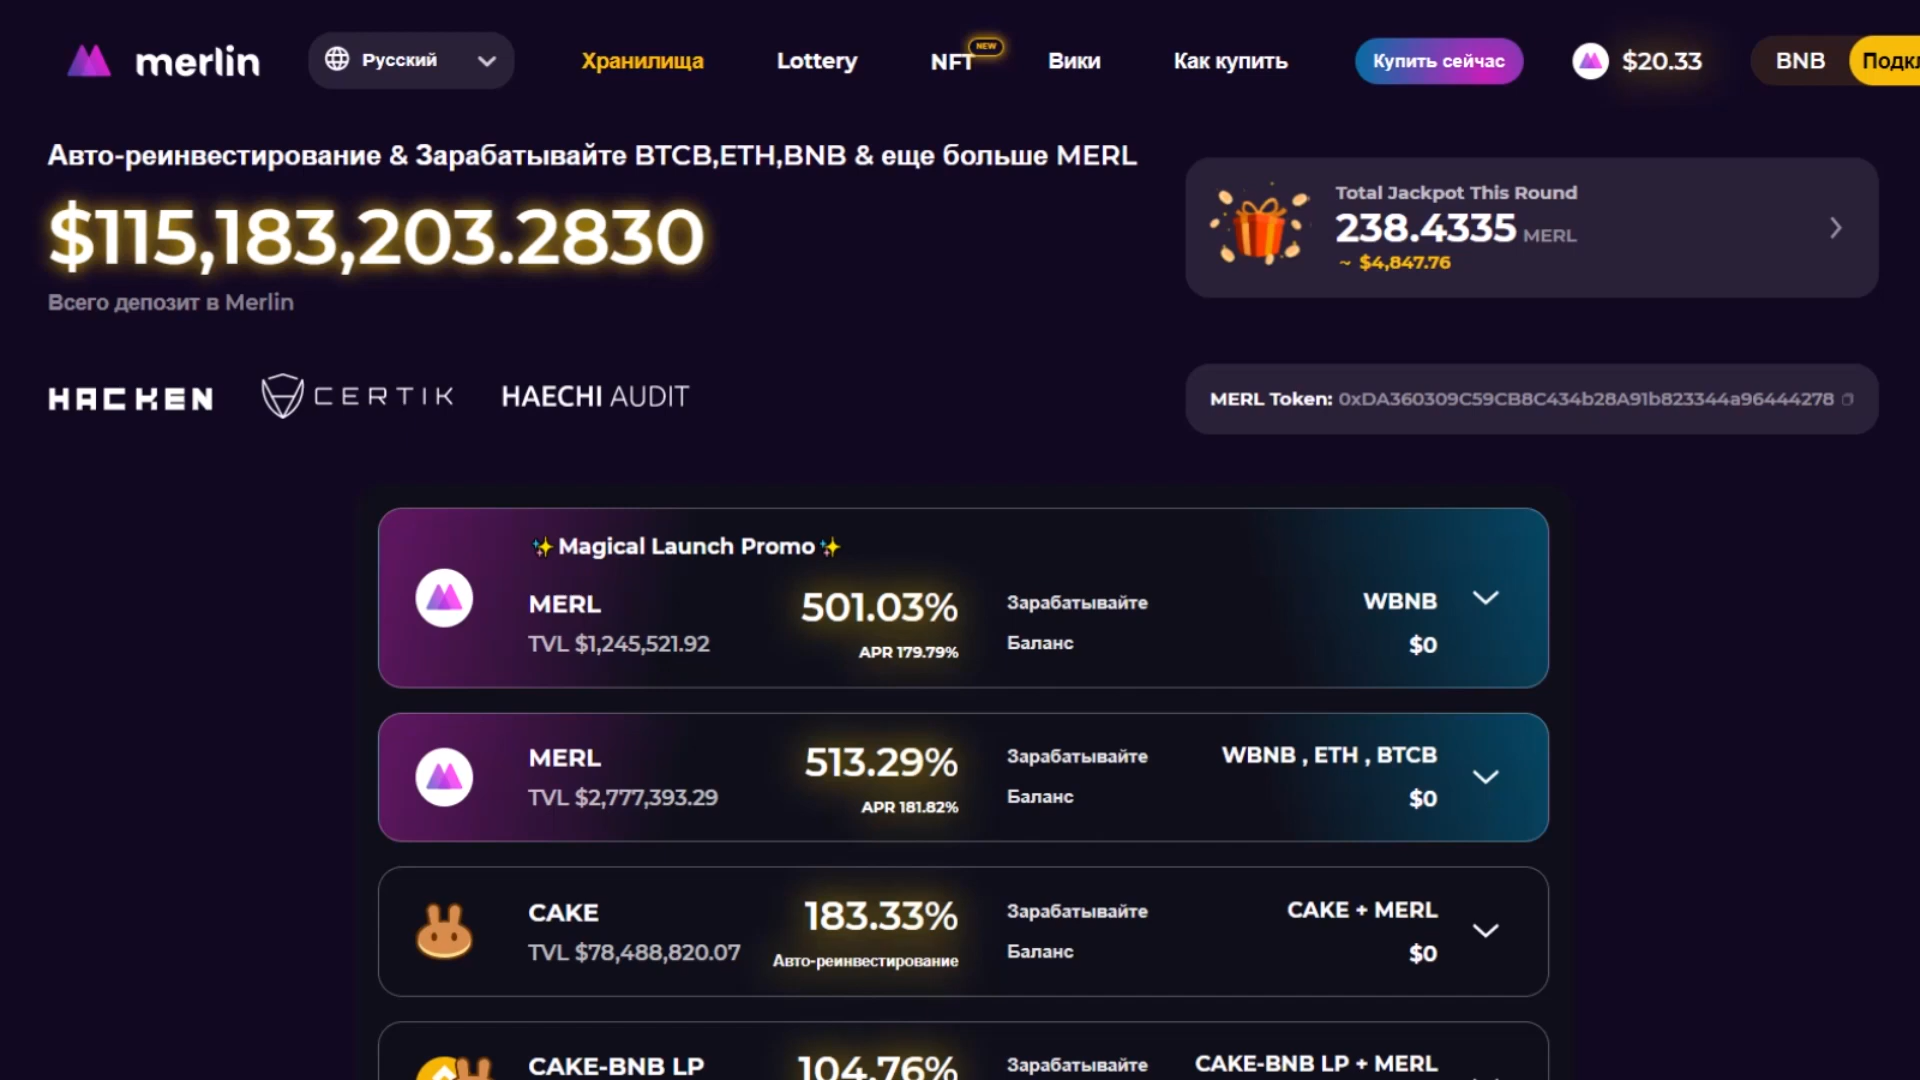 merlin
Русский
Хранилища
Lottery
NFT
NEW
Вики
Как купить
Купить сейчас
$20.33
BNB
Авто-реинвестирование & Зарабатывайте BTCB,ETH,BNB & еще больше MERL
$115,183,203.2830
Всего депозит в Merlin
Total Jackpot This Round
238.4335 MERL
~ $4,847.76
HACKEN
CERTIK
HAECHI AUDIT
MERL Token: 0xDA360309C59CB8C434b28A91b823344a96444278
✨Magical Launch Promo✨
MERL
501.03%
Зарабатывайте
WBNB
TVL $1,245,521.92
APR 179.79%
Баланс
$0
MERL
513.29%
Зарабатывайте
WBNB , ETH , BTCB
TVL $2,777,393.29
APR 181.82%
Баланс
$0
CAKE
183.33%
Зарабатывайте
CAKE + MERL
TVL $78,488,820.07
Авто-реинвестирование
Баланс
$0
CAKE-BNB LP
104.76%
Зарабатывайте
CAKE-BNB LP + MERL